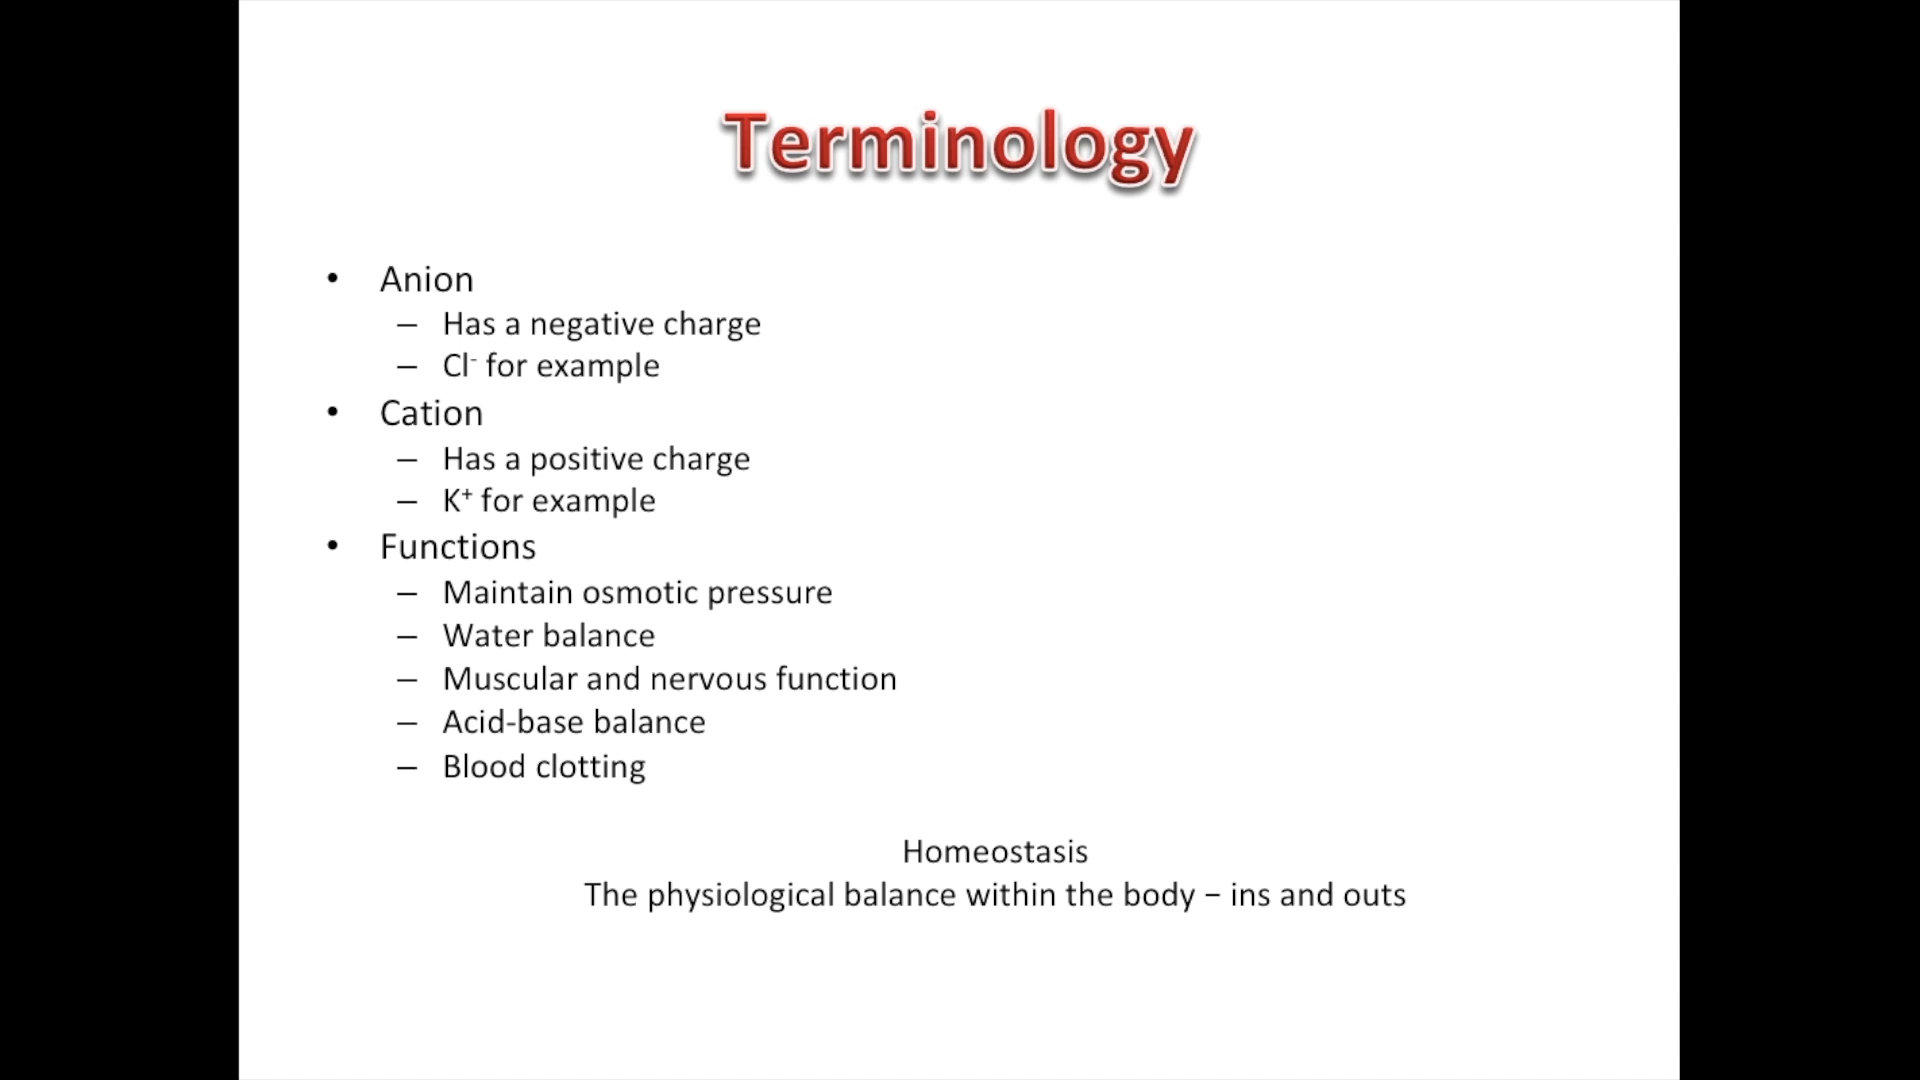 Terminology
• Anion
– Has a negative charge
– Cl⁻ for example
• Cation
– Has a positive charge
– K⁺ for example
• Functions
– Maintain osmotic pressure
– Water balance
– Muscular and nervous function
– Acid-base balance
– Blood clotting
Homeostasis
The physiological balance within the body – ins and outs